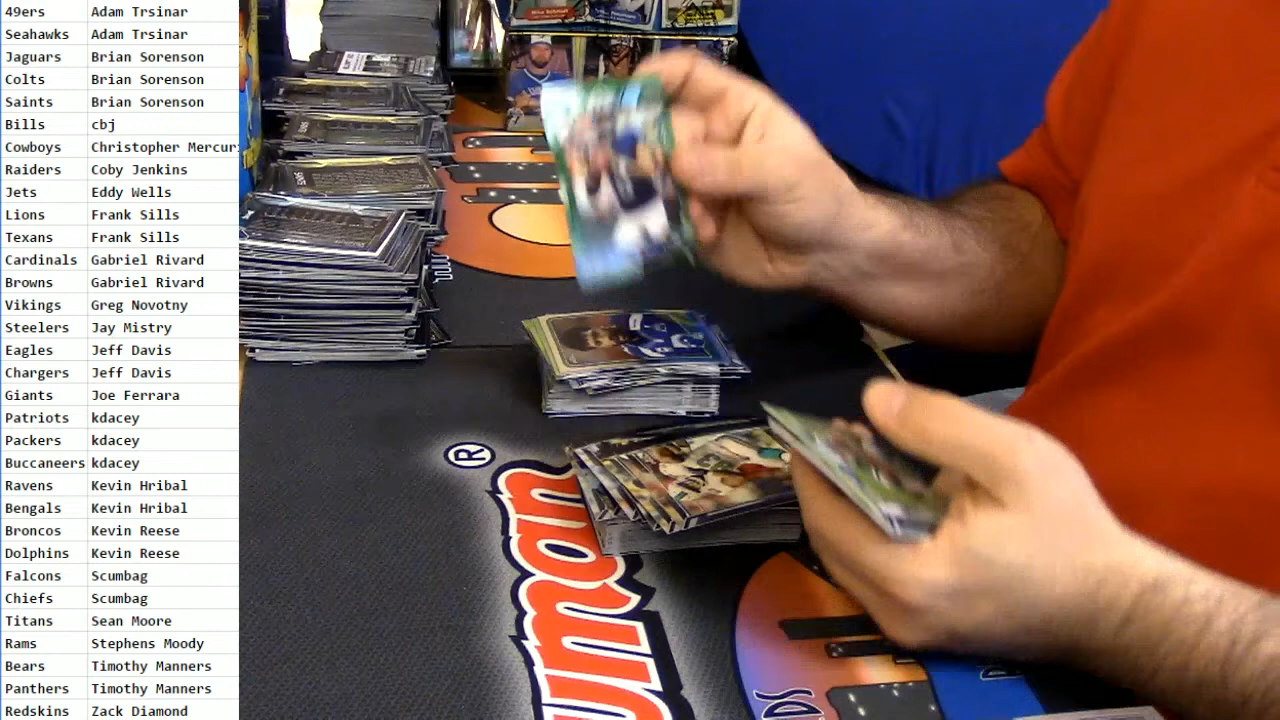 49ers Adam Trsinar
Seahawks Adam Trsinar
Jaguars Brian Sorenson
Colts Brian Sorenson
Saints Brian Sorenson
Bills cbj
Cowboys Christopher Mercur
Raiders Coby Jenkins
Jets Eddy Wells
Lions Frank Sills
Texans Frank Sills
Cardinals Gabriel Rivard
Browns Gabriel Rivard
Vikings Greg Novotny
Steelers Jay Mistry
Eagles Jeff Davis
Chargers Jeff Davis
Giants Joe Ferrara
Patriots kdacey
Packers kdacey
Buccaneers kdacey
Ravens Kevin Hribal
Bengals Kevin Hribal
Broncos Kevin Reese
Dolphins Kevin Reese
Falcons Scumbag
Chiefs Scumbag
Titans Sean Moore
Rams Stephens Moody
Bears Timothy Manners
Panthers Timothy Manners
Redskins Zack Diamond
®
uman
DS